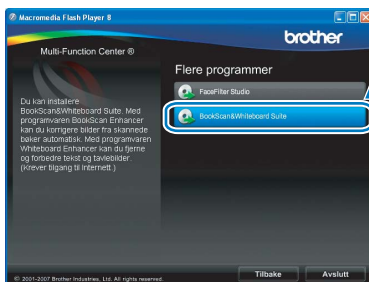 Macromedia Flash Player 8
brother
Multi-Function Center ®
Flere programmer
FaceFilter Studio
BookScan&Whiteboard Suite
Du kan installere
BookScan&Whiteboard Suite. Med
programvaren BookScan Enhancer
kan du korrigere bilder fra skannede
bøker automatisk. Med programvaren
Whiteboard Enhancer kan du fjerne
og forbedre tekst og tavlebilder.
(krever tilgang til Internett.)
Tilbake
Avslutt
© 2001-2007 Brother Industries, Ltd. All rights reserved.